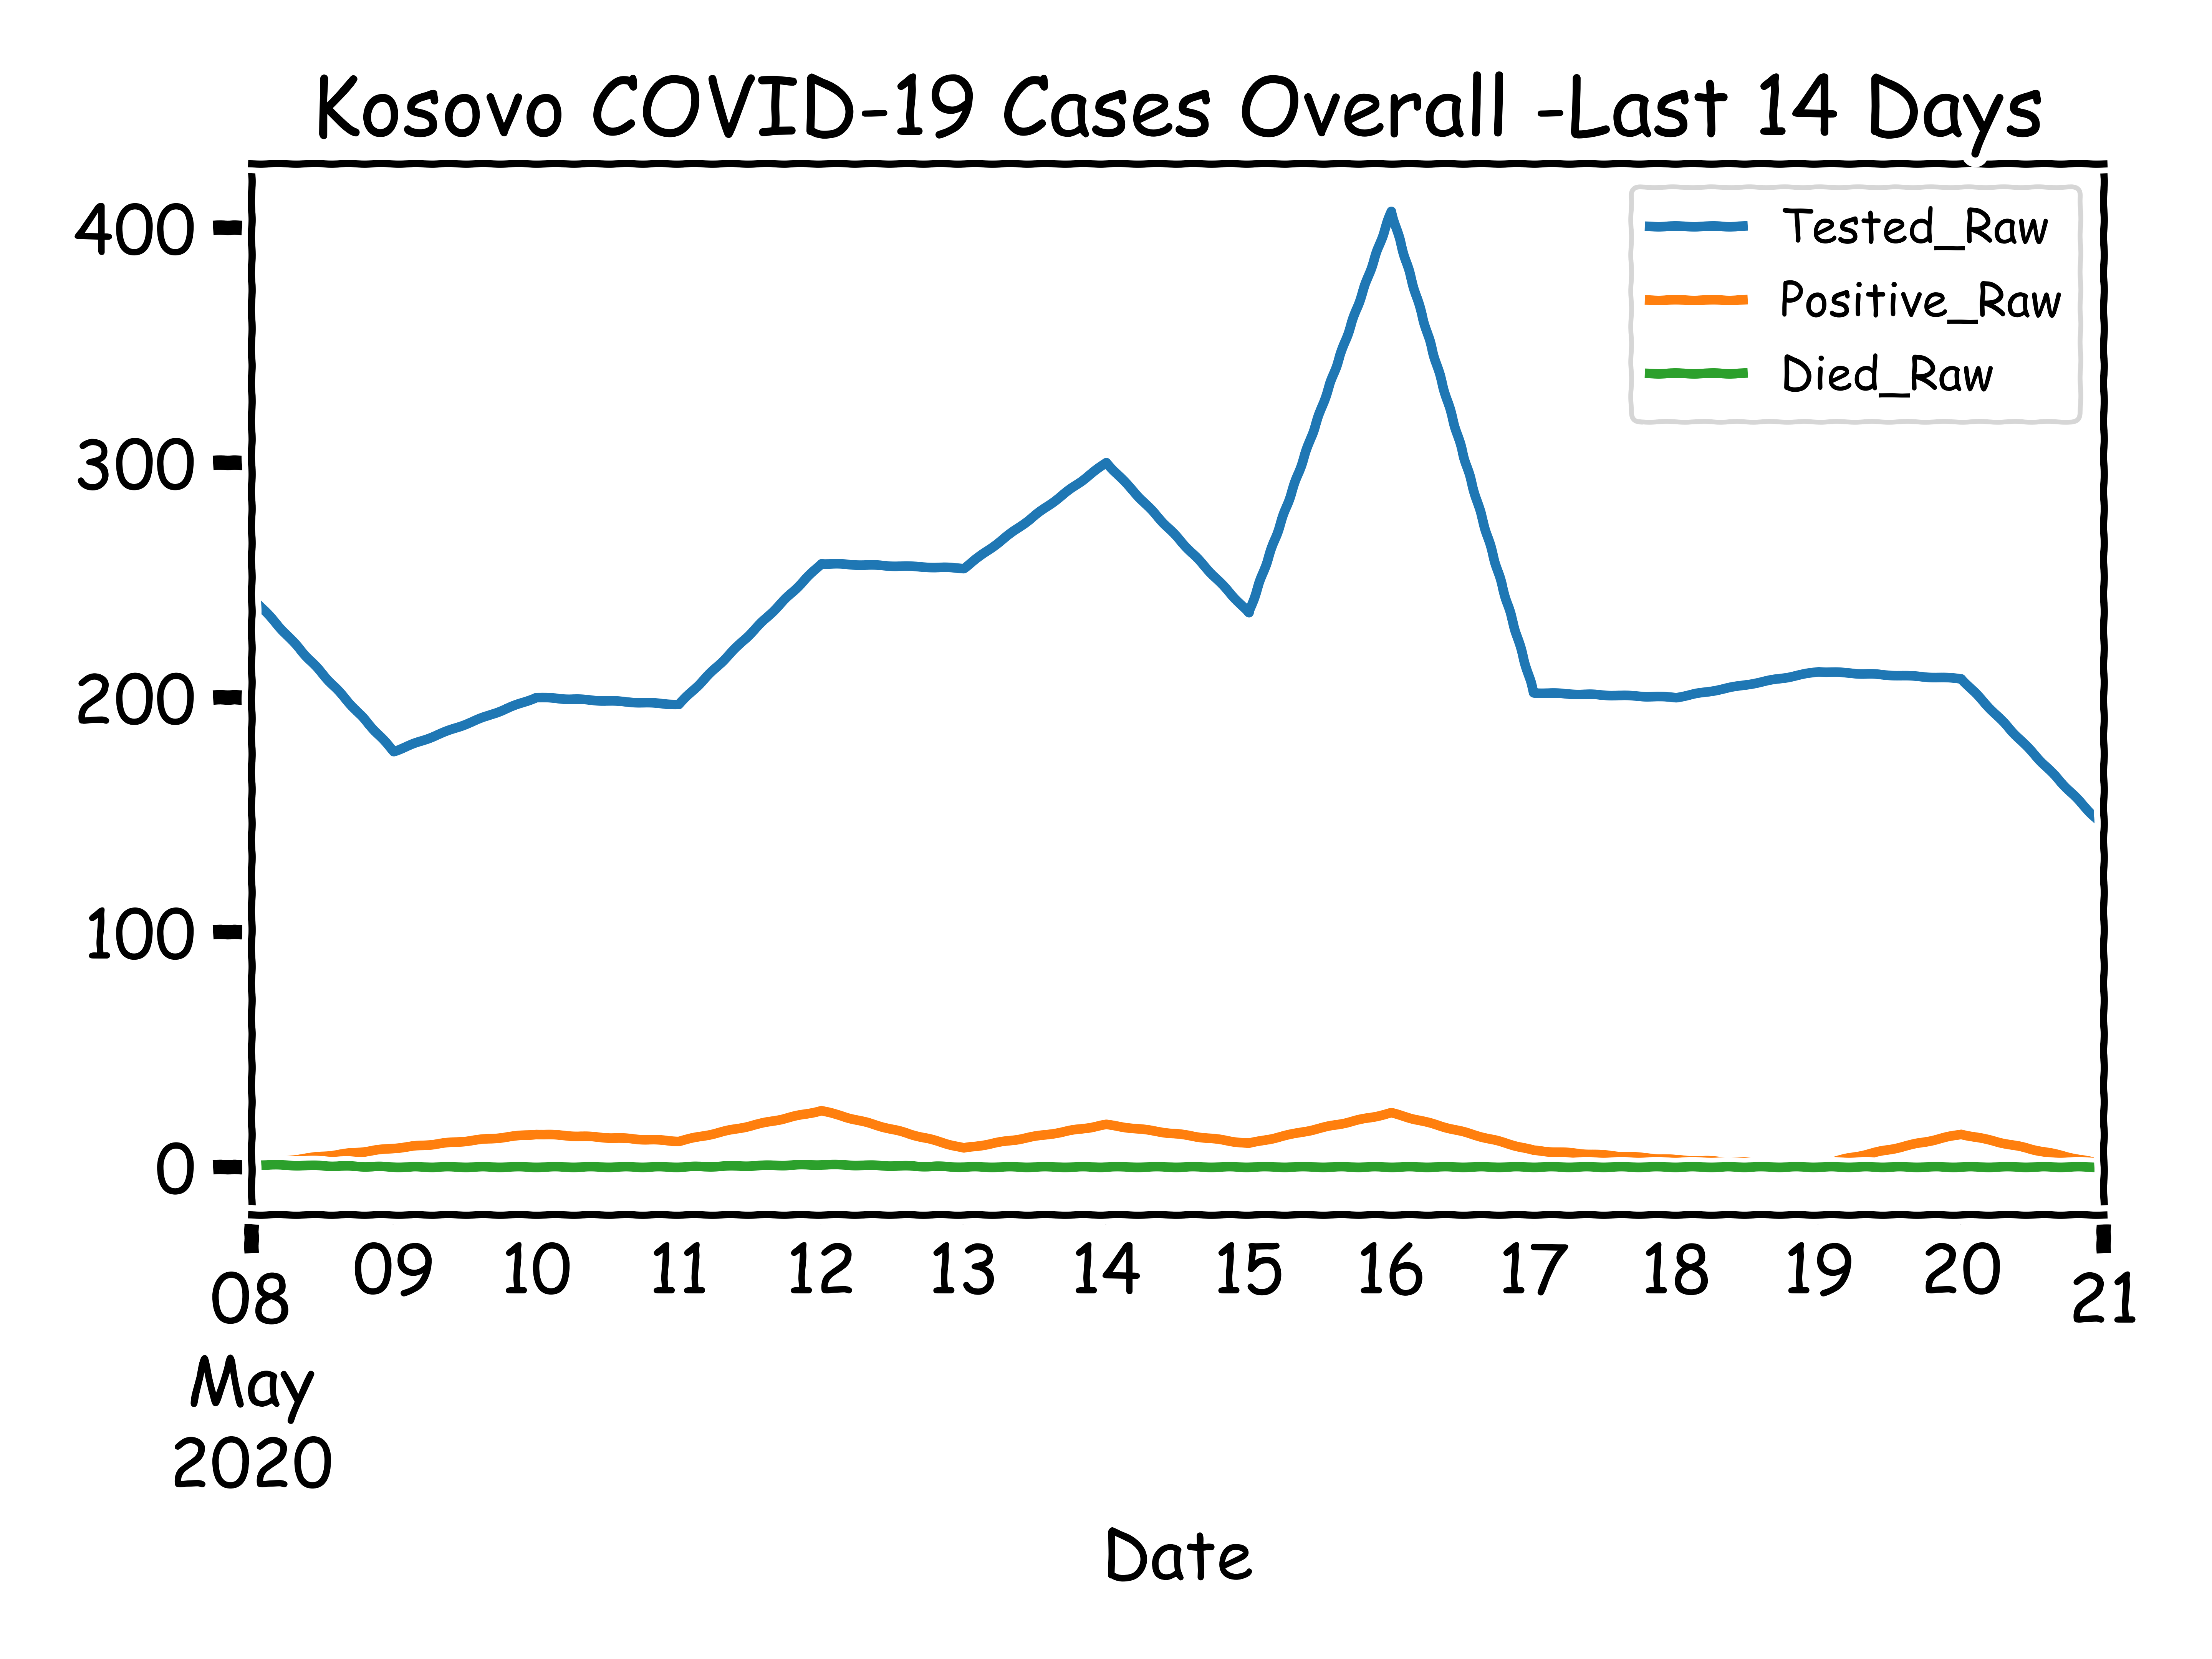 Kosovo COVID-19 Cases Overall -Last 14 Days
400
300
200
100
0
Tested_Raw
Positive_Raw
Died_Raw
08 09 10 11 12 13 14 15 16 17 18 19 20 21
May
2020
Date